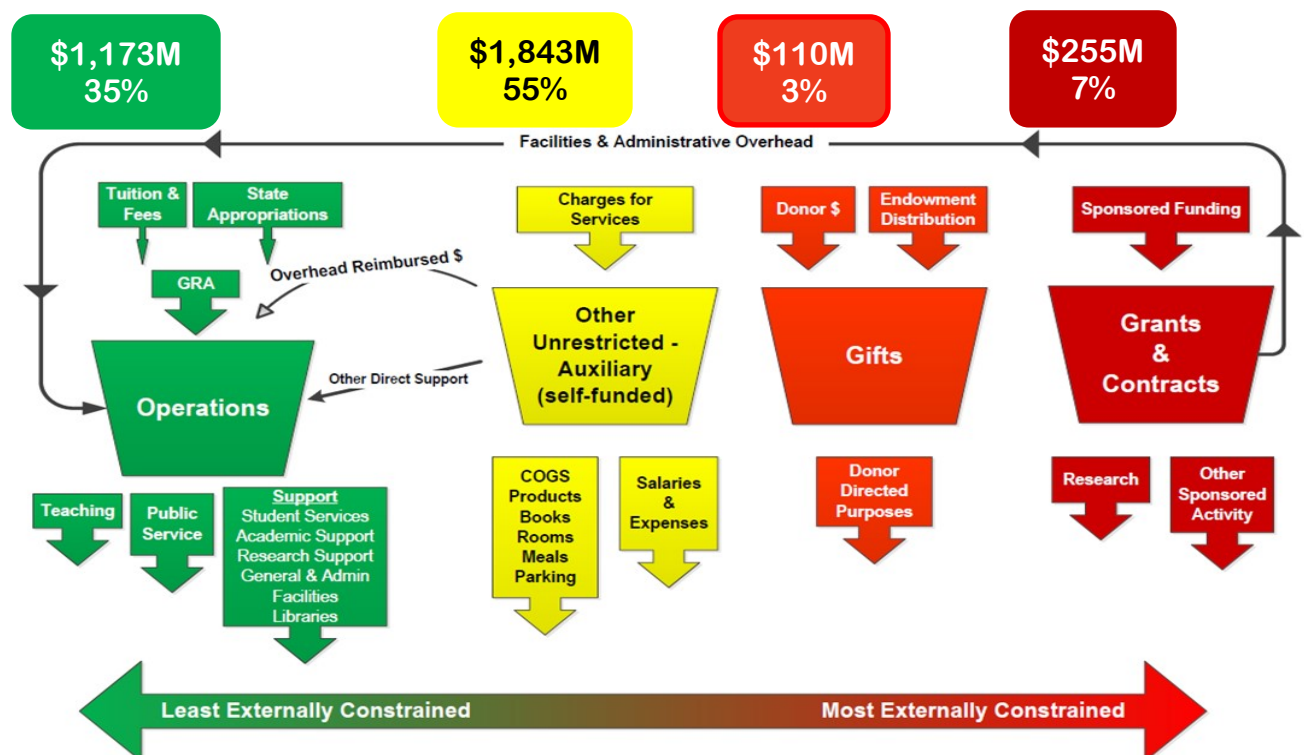 $1,173M
35%
$1,843M
55%
$110M
3%
$255M
7%
Facilities & Administrative Overhead
Tuition &
Fees
State
Appropriations
Charges for
Services
Donor $
Endowment
Distribution
Sponsored Funding
Overhead Reimbursed $
GRA
Other
Unrestricted -
Auxiliary
(self-funded)
Gifts
Grants
&
Contracts
Other Direct Support
Operations
Teaching
Public
Service
Support
Student Services
Academic Support
Research Support
General & Admin
Facilities
Libraries
COGS
Products
Books
Rooms
Meals
Parking
Salaries
&
Expenses
Donor
Directed
Purposes
Research
Other
Sponsored
Activity
Least Externally Constrained
Most Externally Constrained